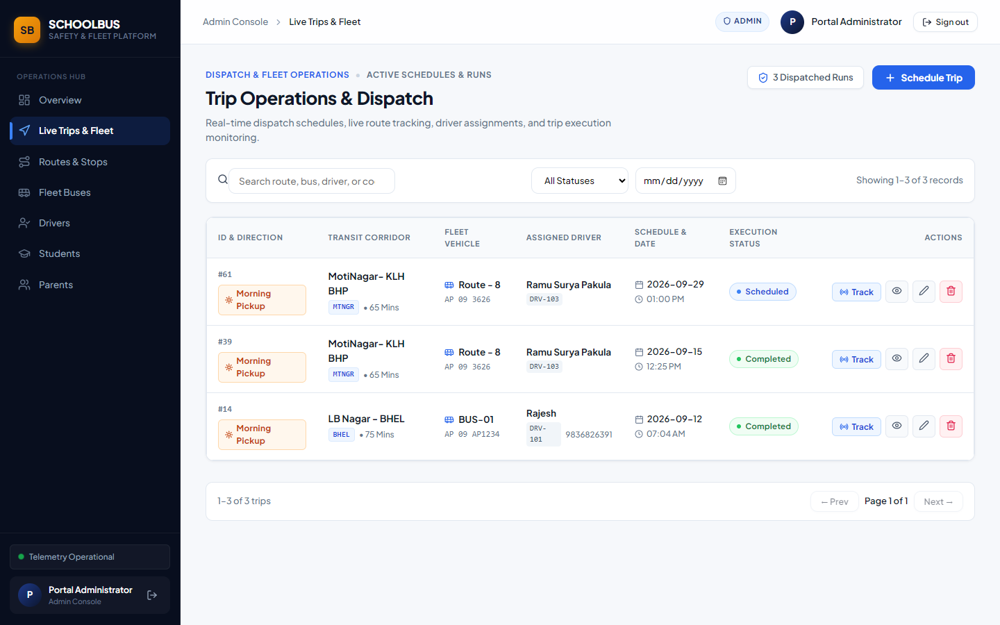 SB
SCHOOLBUS
SAFETY & FLEET PLATFORM
OPERATIONS HUB
Overview
Live Trips & Fleet
Routes & Stops
Fleet Buses
Drivers
Students
Parents
Telemetry Operational
P
Portal Administrator
Admin Console
Admin Console > Live Trips & Fleet
ADMIN
P
Portal Administrator
Sign out
DISPATCH & FLEET OPERATIONS • ACTIVE SCHEDULES & RUNS
Trip Operations & Dispatch
Real-time dispatch schedules, live route tracking, driver assignments, and trip execution
monitoring.
3 Dispatched Runs
+ Schedule Trip
Search route, bus, driver, or co
All Statuses
mm/dd/yyyy
Showing 1–3 of 3 records
ID & DIRECTION
TRANSIT CORRIDOR
FLEET
VEHICLE
ASSIGNED DRIVER
SCHEDULE &
DATE
EXECUTION
STATUS
ACTIONS
#61
Morning
Pickup
MotiNagar- KLH
BHP
MTNGR • 65 Mins
Route - 8
AP 09 3626
Ramu Surya Pakula
DRV-103
2026-09-29
01:00 PM
Scheduled
Track
#39
Morning
Pickup
MotiNagar- KLH
BHP
MTNGR • 65 Mins
Route - 8
AP 09 3626
Ramu Surya Pakula
DRV-103
2026-09-15
12:25 PM
Completed
Track
#14
Morning
Pickup
LB Nagar - BHEL
BHEL • 75 Mins
BUS-01
AP 09 AP1234
Rajesh
DRV-
101
9836826391
2026-09-12
07:04 AM
Completed
Track
1–3 of 3 trips
← Prev
Page 1 of 1
Next →